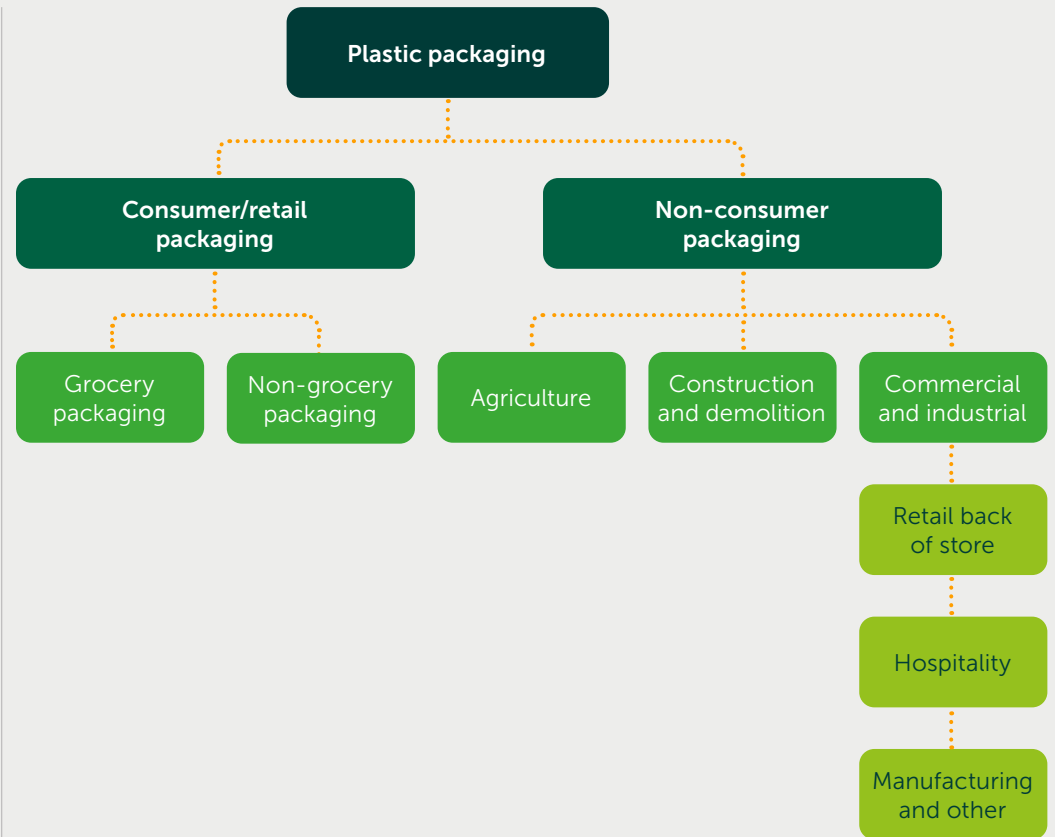 Plastic packaging
Consumer/retail
packaging
Non-consumer
packaging
Grocery
packaging
Non-grocery
packaging
Agriculture
Construction
and demolition
Commercial
and industrial
Retail back
of store
Hospitality
Manufacturing
and other